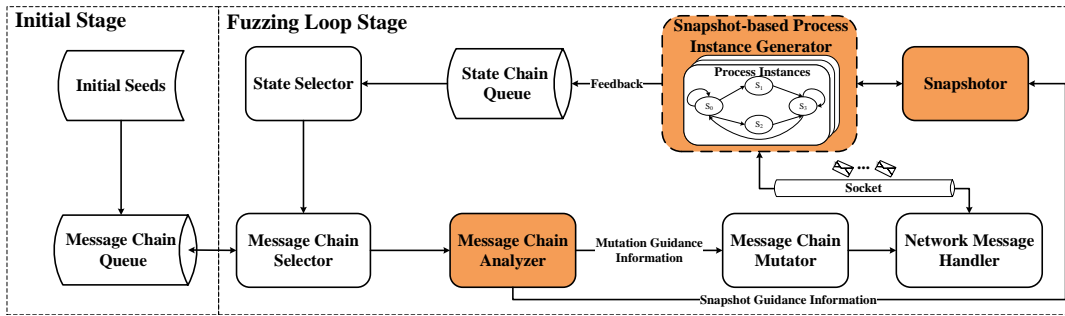 Initial Stage
Fuzzing Loop Stage
Initial Seeds
State Selector
State Chain
Queue
Feedback
Snapshot-based Process
Instance Generator
Process Instances
S0
S1
S2
S3
Snapshotor
Socket
Message Chain
Queue
Message Chain
Selector
Message Chain
Analyzer
Mutation Guidance
Information
Message Chain
Mutator
Network Message
Handler
Snapshot Guidance Information